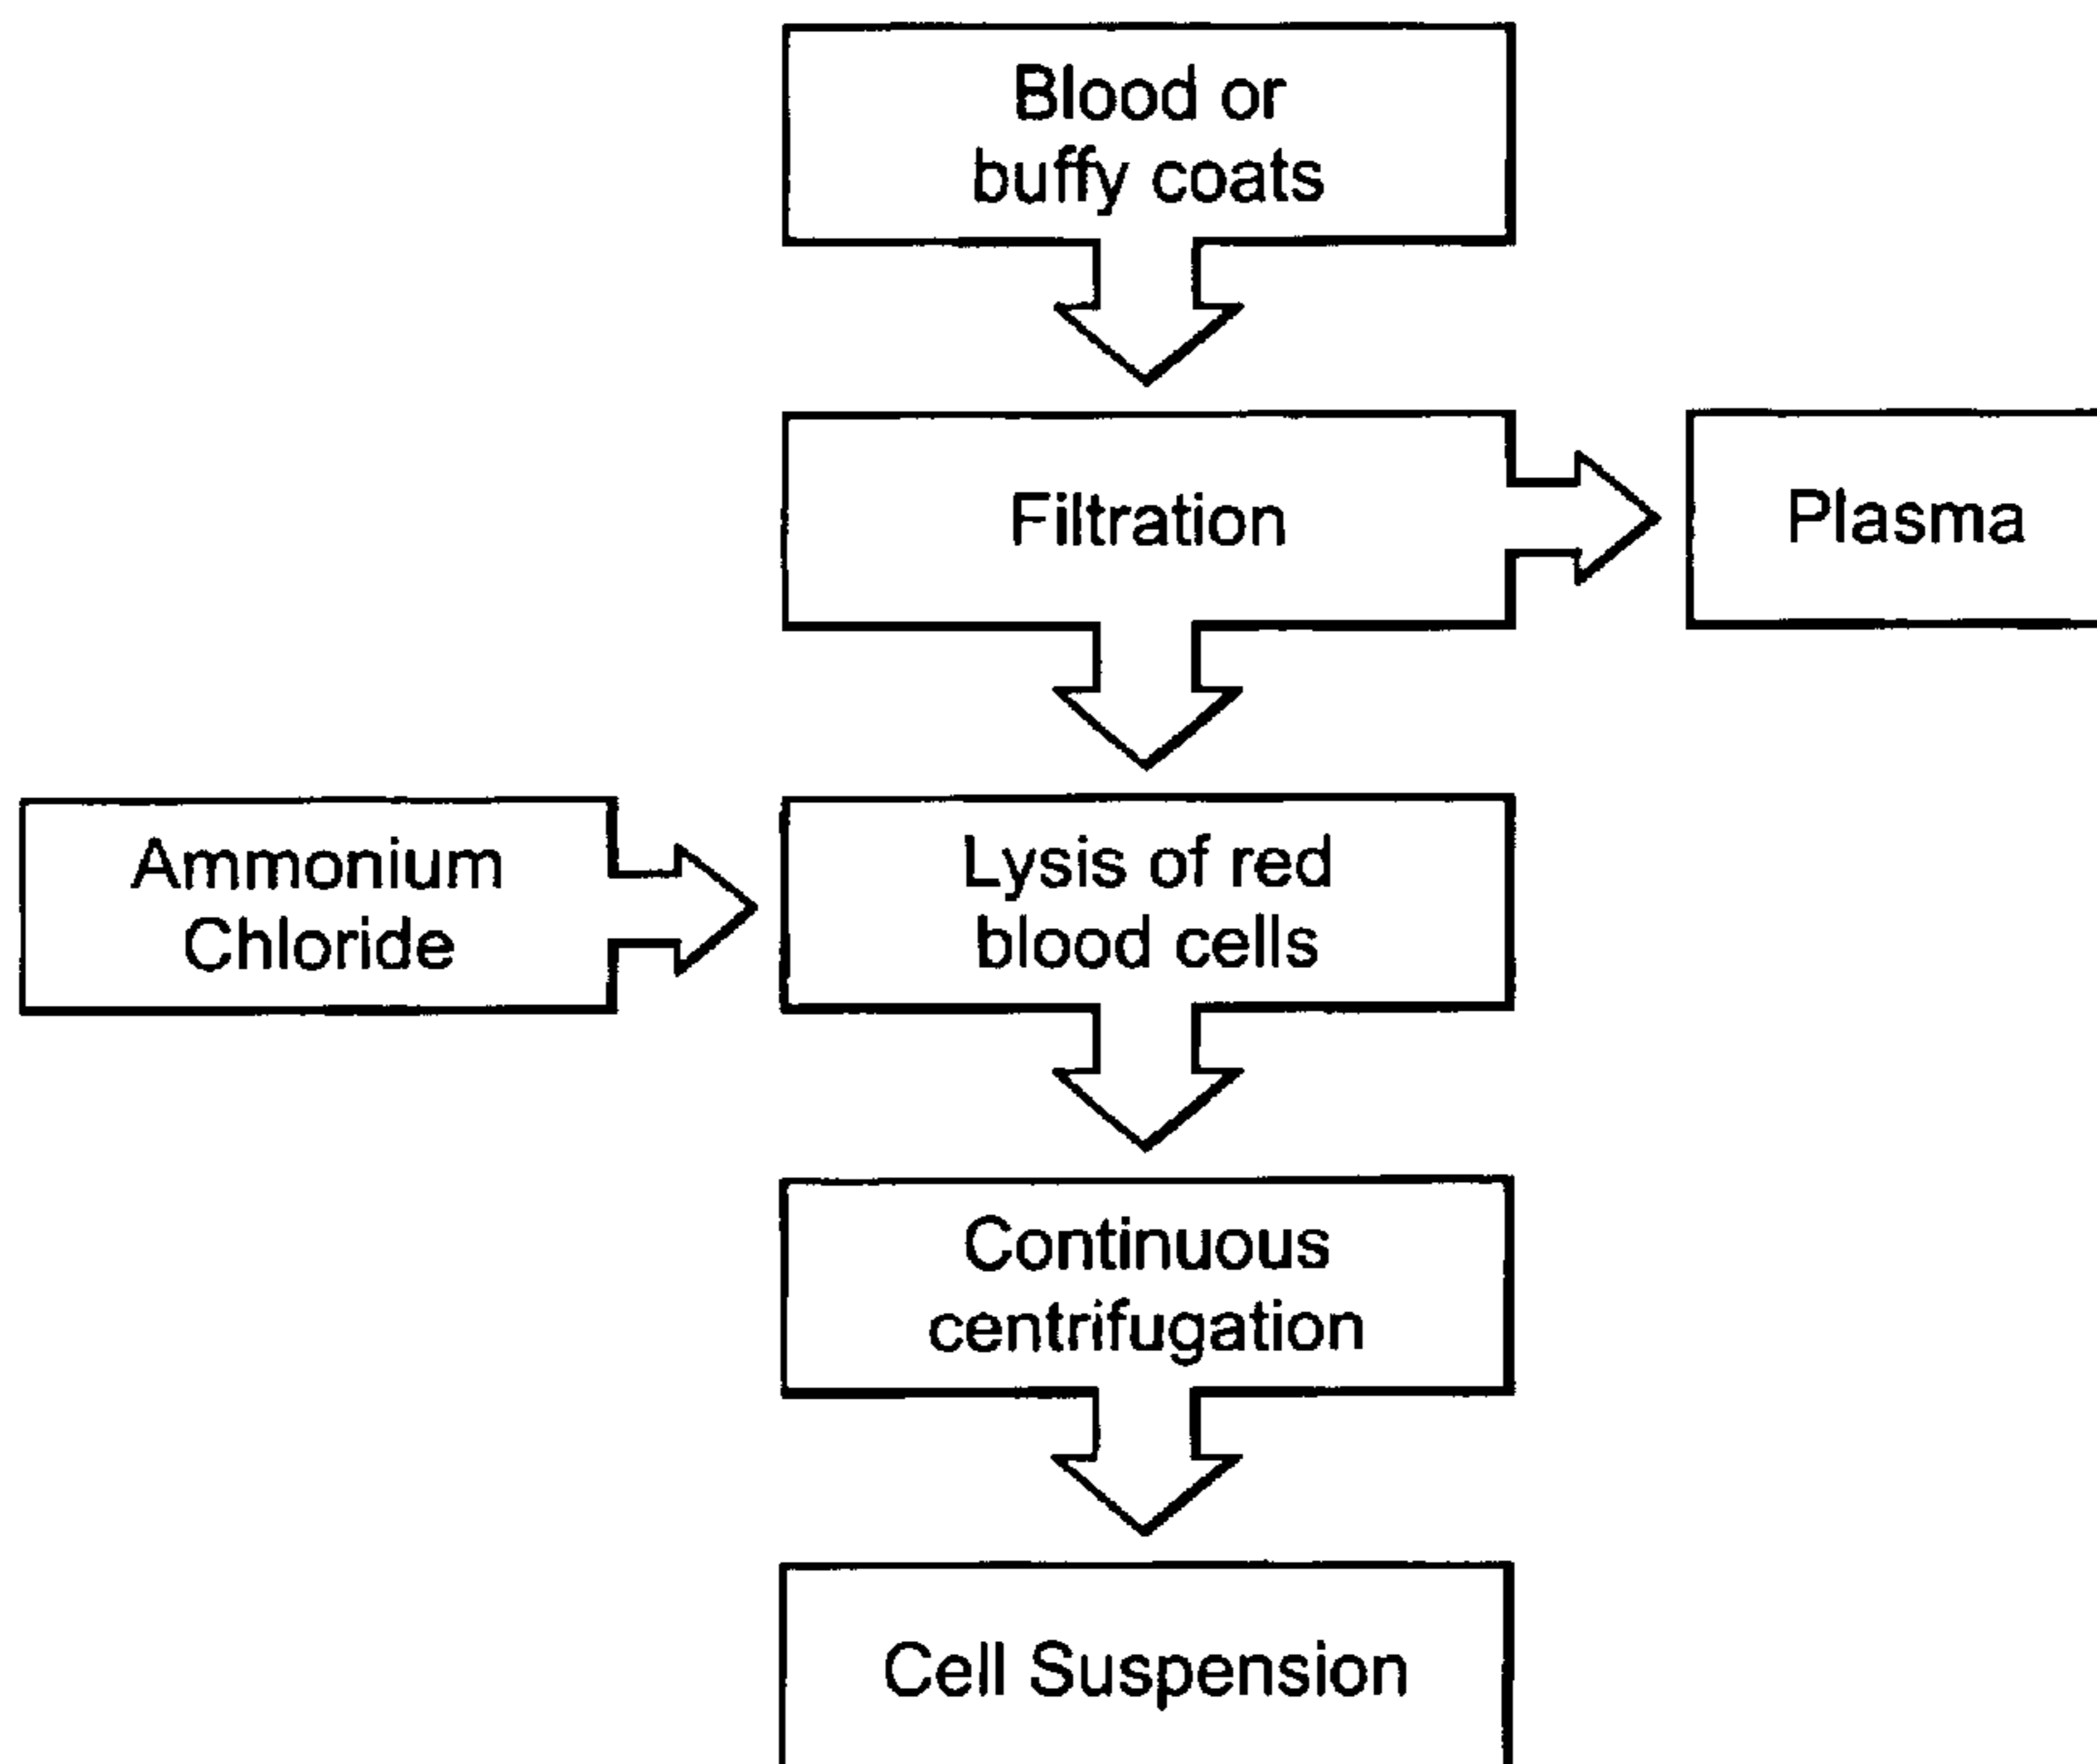 Blood or
buffy coats
Filtration
Plasma
Ammonium
Chloride
Lysis of red
blood cells
Continuous
centrifugation
Cell Suspension